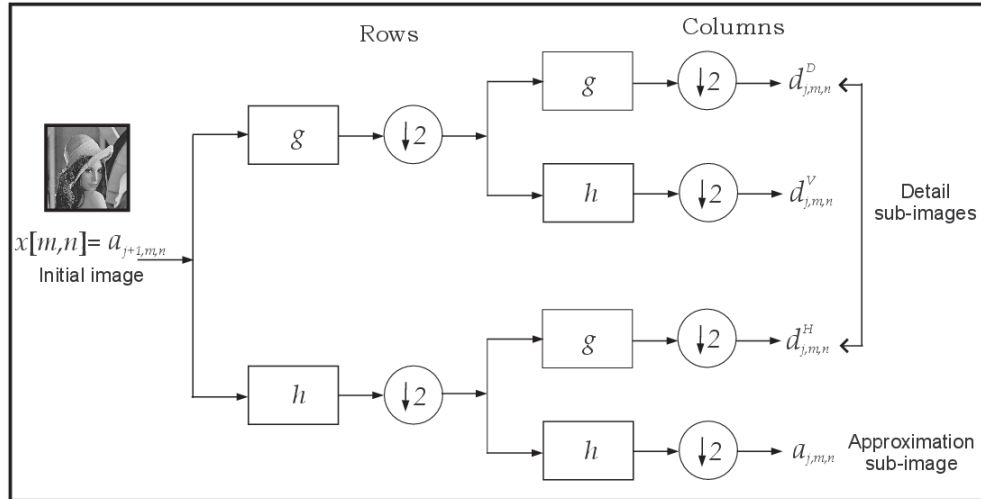 Rows
Columns
g
↓2
g
↓2
d^D_{j,m,n}
h
↓2
d^V_{j,m,n}
Detail
sub-images
x[m,n]= a_{j+1,m,n}
Initial image
h
↓2
g
↓2
d^H_{j,m,n}
h
↓2
a_{j,m,n}
Approximation
sub-image